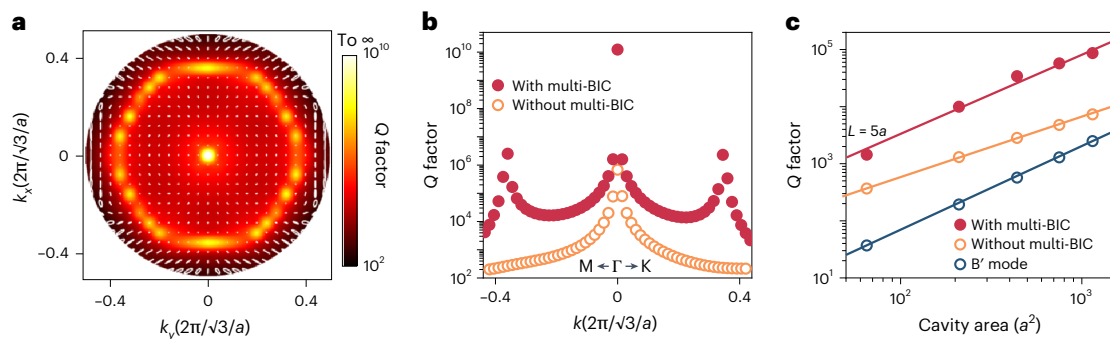 a
To ∞
10¹⁰
0.4
0
−0.4
kₓ(2π/√3/a)
Q factor
10²
−0.4
0
0.4
kᵧ(2π/√3/a)
b
10¹⁰
10⁸
10⁶
10⁴
10²
Q factor
With multi-BIC
Without multi-BIC
M ← Γ → K
−0.4
0
0.4
k(2π/√3/a)
c
10⁵
10³
10¹
Q factor
L = 5a
With multi-BIC
Without multi-BIC
B′ mode
10²
10³
Cavity area (a²)